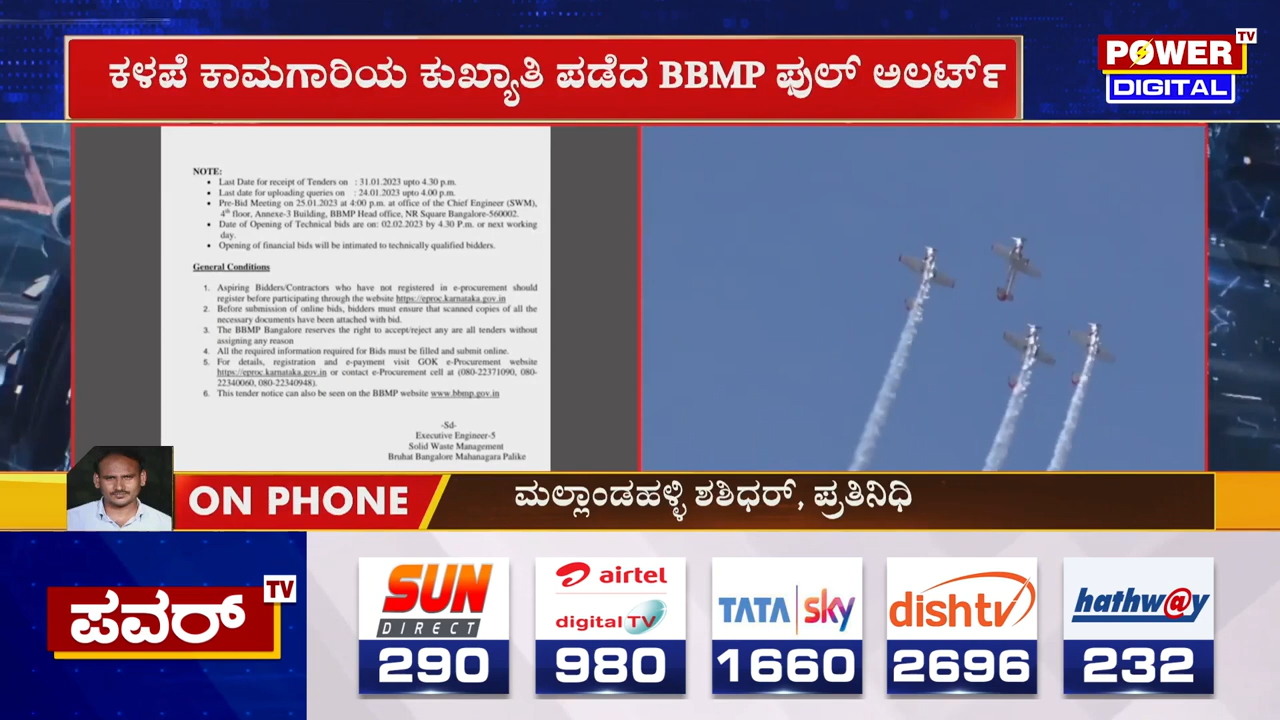 ಕಳಪೆ ಕಾಮಗಾರಿಯ ಕುಖ್ಯಾತಿ ಪಡೆದ BBMP ಫುಲ್ ಅಲರ್ಟ್
POWER TV
DIGITAL
NOTE:
• Last Date for receipt of Tenders on : 31.01.2023 upto 4.30 p.m.
• Last date for uploading queries on : 24.01.2023 upto 4.00 p.m.
• Pre-Bid Meeting on 25.01.2023 at 4:00 p.m. at office of the Chief Engineer (SWM),
4th floor, Annexe-3 Building, BBMP Head office, NR Square Bangalore-560002.
• Date of Opening of Technical bids are on: 02.02.2023 by 4.30 P.m. or next working
day.
• Opening of financial bids will be intimated to technically qualified bidders.
General Conditions
1. Aspiring Bidders/Contractors who have not registered in e-procurement should
register before participating through the website https://eproc.karnataka.gov.in
2. Before submission of online bids, bidders must ensure that scanned copies of all the
necessary documents have been attached with bid.
3. The BBMP Bangalore reserves the right to accept/reject any are all tenders without
assigning any reason
4. All the required information required for Bids must be filled and submit online.
5. For details, registration and e-payment visit GOK e-Procurement website
https://eproc.karnataka.gov.in or contact e-Procurement cell at (080-22371090, 080-
22340060, 080-22340948).
6. This tender notice can also be seen on the BBMP website www.bbmp.gov.in
-Sd-
Executive Engineer-5
Solid Waste Management
Bruhat Bangalore Mahanagara Palike
ON PHONE
ಮಲ್ಲಾಂಡಹಳ್ಳಿ ಶಶಿಧರ್, ಪ್ರತಿನಿಧಿ
ಪವರ್ TV
SUN DIRECT
290
airtel digital TV
980
TATA sky
1660
dishtv
2696
hathw@y
232